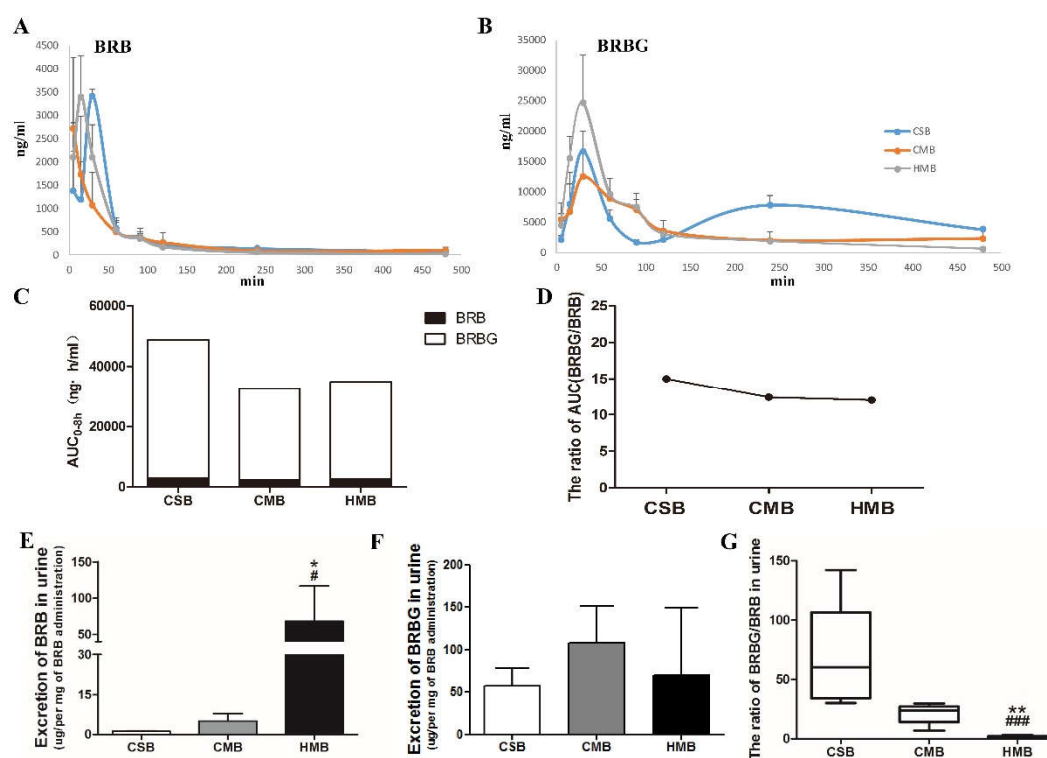 A
BRB
4500
4000
3500
3000
2500
2000
1500
1000
500
0
ng/ml
0 50 100 150 200 250 300 350 400 450 500
min
B
BRBG
35000
30000
25000
20000
15000
10000
5000
0
ng/ml
0 50 100 150 200 250 300 350 400 450 500
min
CSB
CMB
HMB
C
60000
40000
20000
0
AUC0-8h (ng· h/ml)
BRB
BRBG
CSB CMB HMB
D
25
20
15
10
5
0
The ratio of AUC(BRBG/BRB)
CSB CMB HMB
E
Excretion of BRB in urine
(ug/per mg of BRB administration)
150
100
50
30
15
0
*
#
CSB CMB HMB
F
Excretion of BRBG in urine
(ug/per mg of BRB administration)
200
150
100
50
0
CSB CMB HMB
G
The ratio of BRBG/BRB in urine
150
100
50
0
**
###
CSB CMB HMB